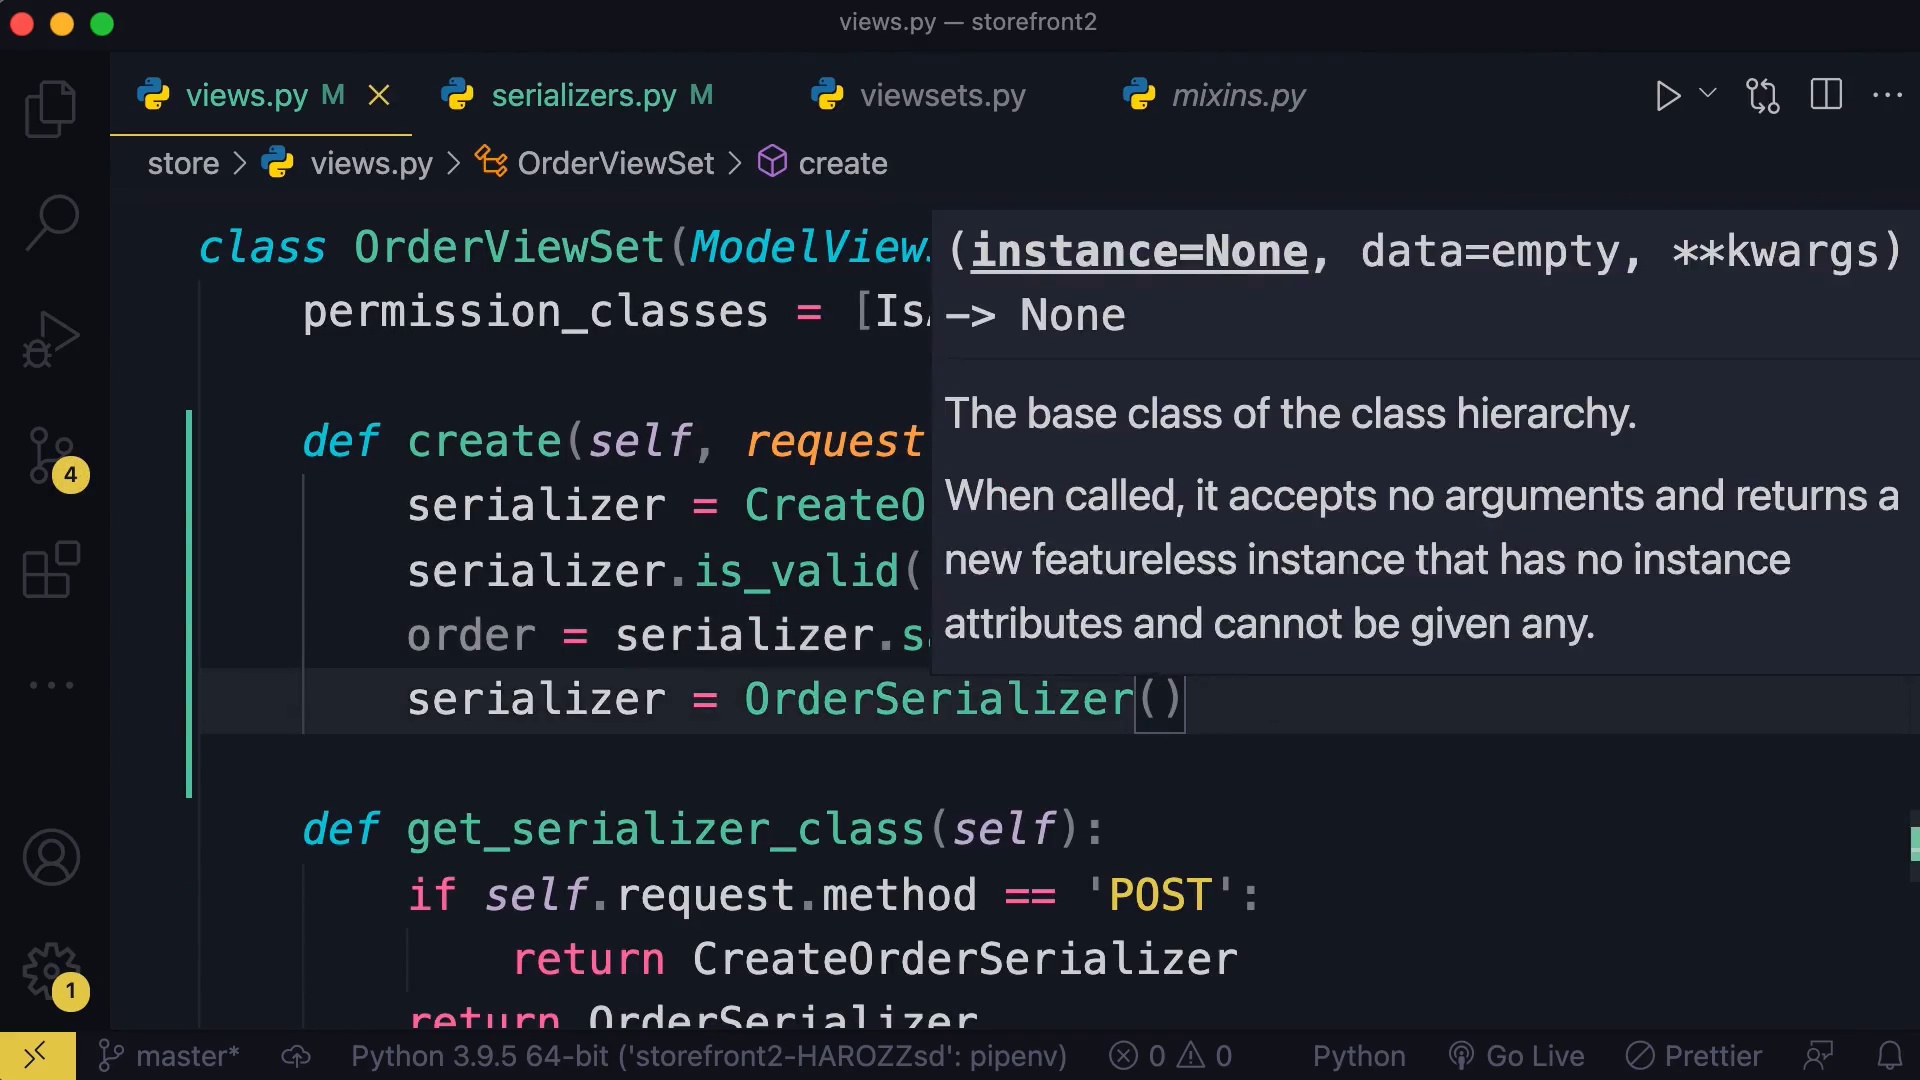 views.py — storefront2
views.py M
serializers.py M
viewsets.py
mixins.py
store > views.py > OrderViewSet > create
class OrderViewSet(ModelView
permission_classes = [Is
def create(self, request
serializer = CreateO
serializer.is_valid(
order = serializer.s
serializer = OrderSerializer()
(instance=None, data=empty, **kwargs)
-> None
The base class of the class hierarchy.
When called, it accepts no arguments and returns a
new featureless instance that has no instance
attributes and cannot be given any.
def get_serializer_class(self):
if self.request.method == 'POST':
return CreateOrderSerializer
return OrderSerializer
4
1
master* Python 3.9.5 64-bit ('storefront2-HAROZZsd': pipenv) 0 0 Python Go Live Prettier